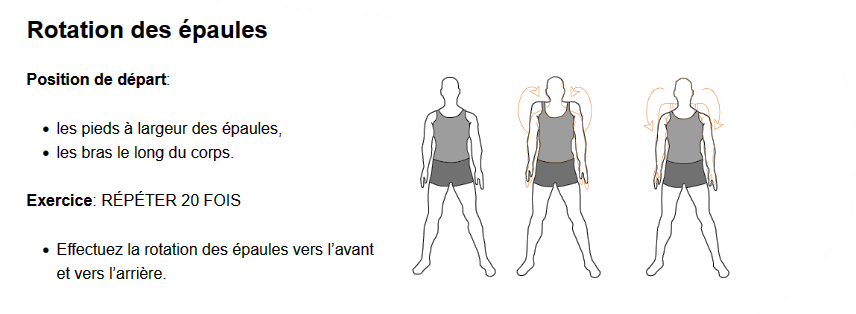 Rotation des épaules
Position de départ:
• les pieds à largeur des épaules,
• les bras le long du corps.
Exercice: RÉPÉTER 20 FOIS
• Effectuez la rotation des épaules vers l’avant
et vers l’arrière.